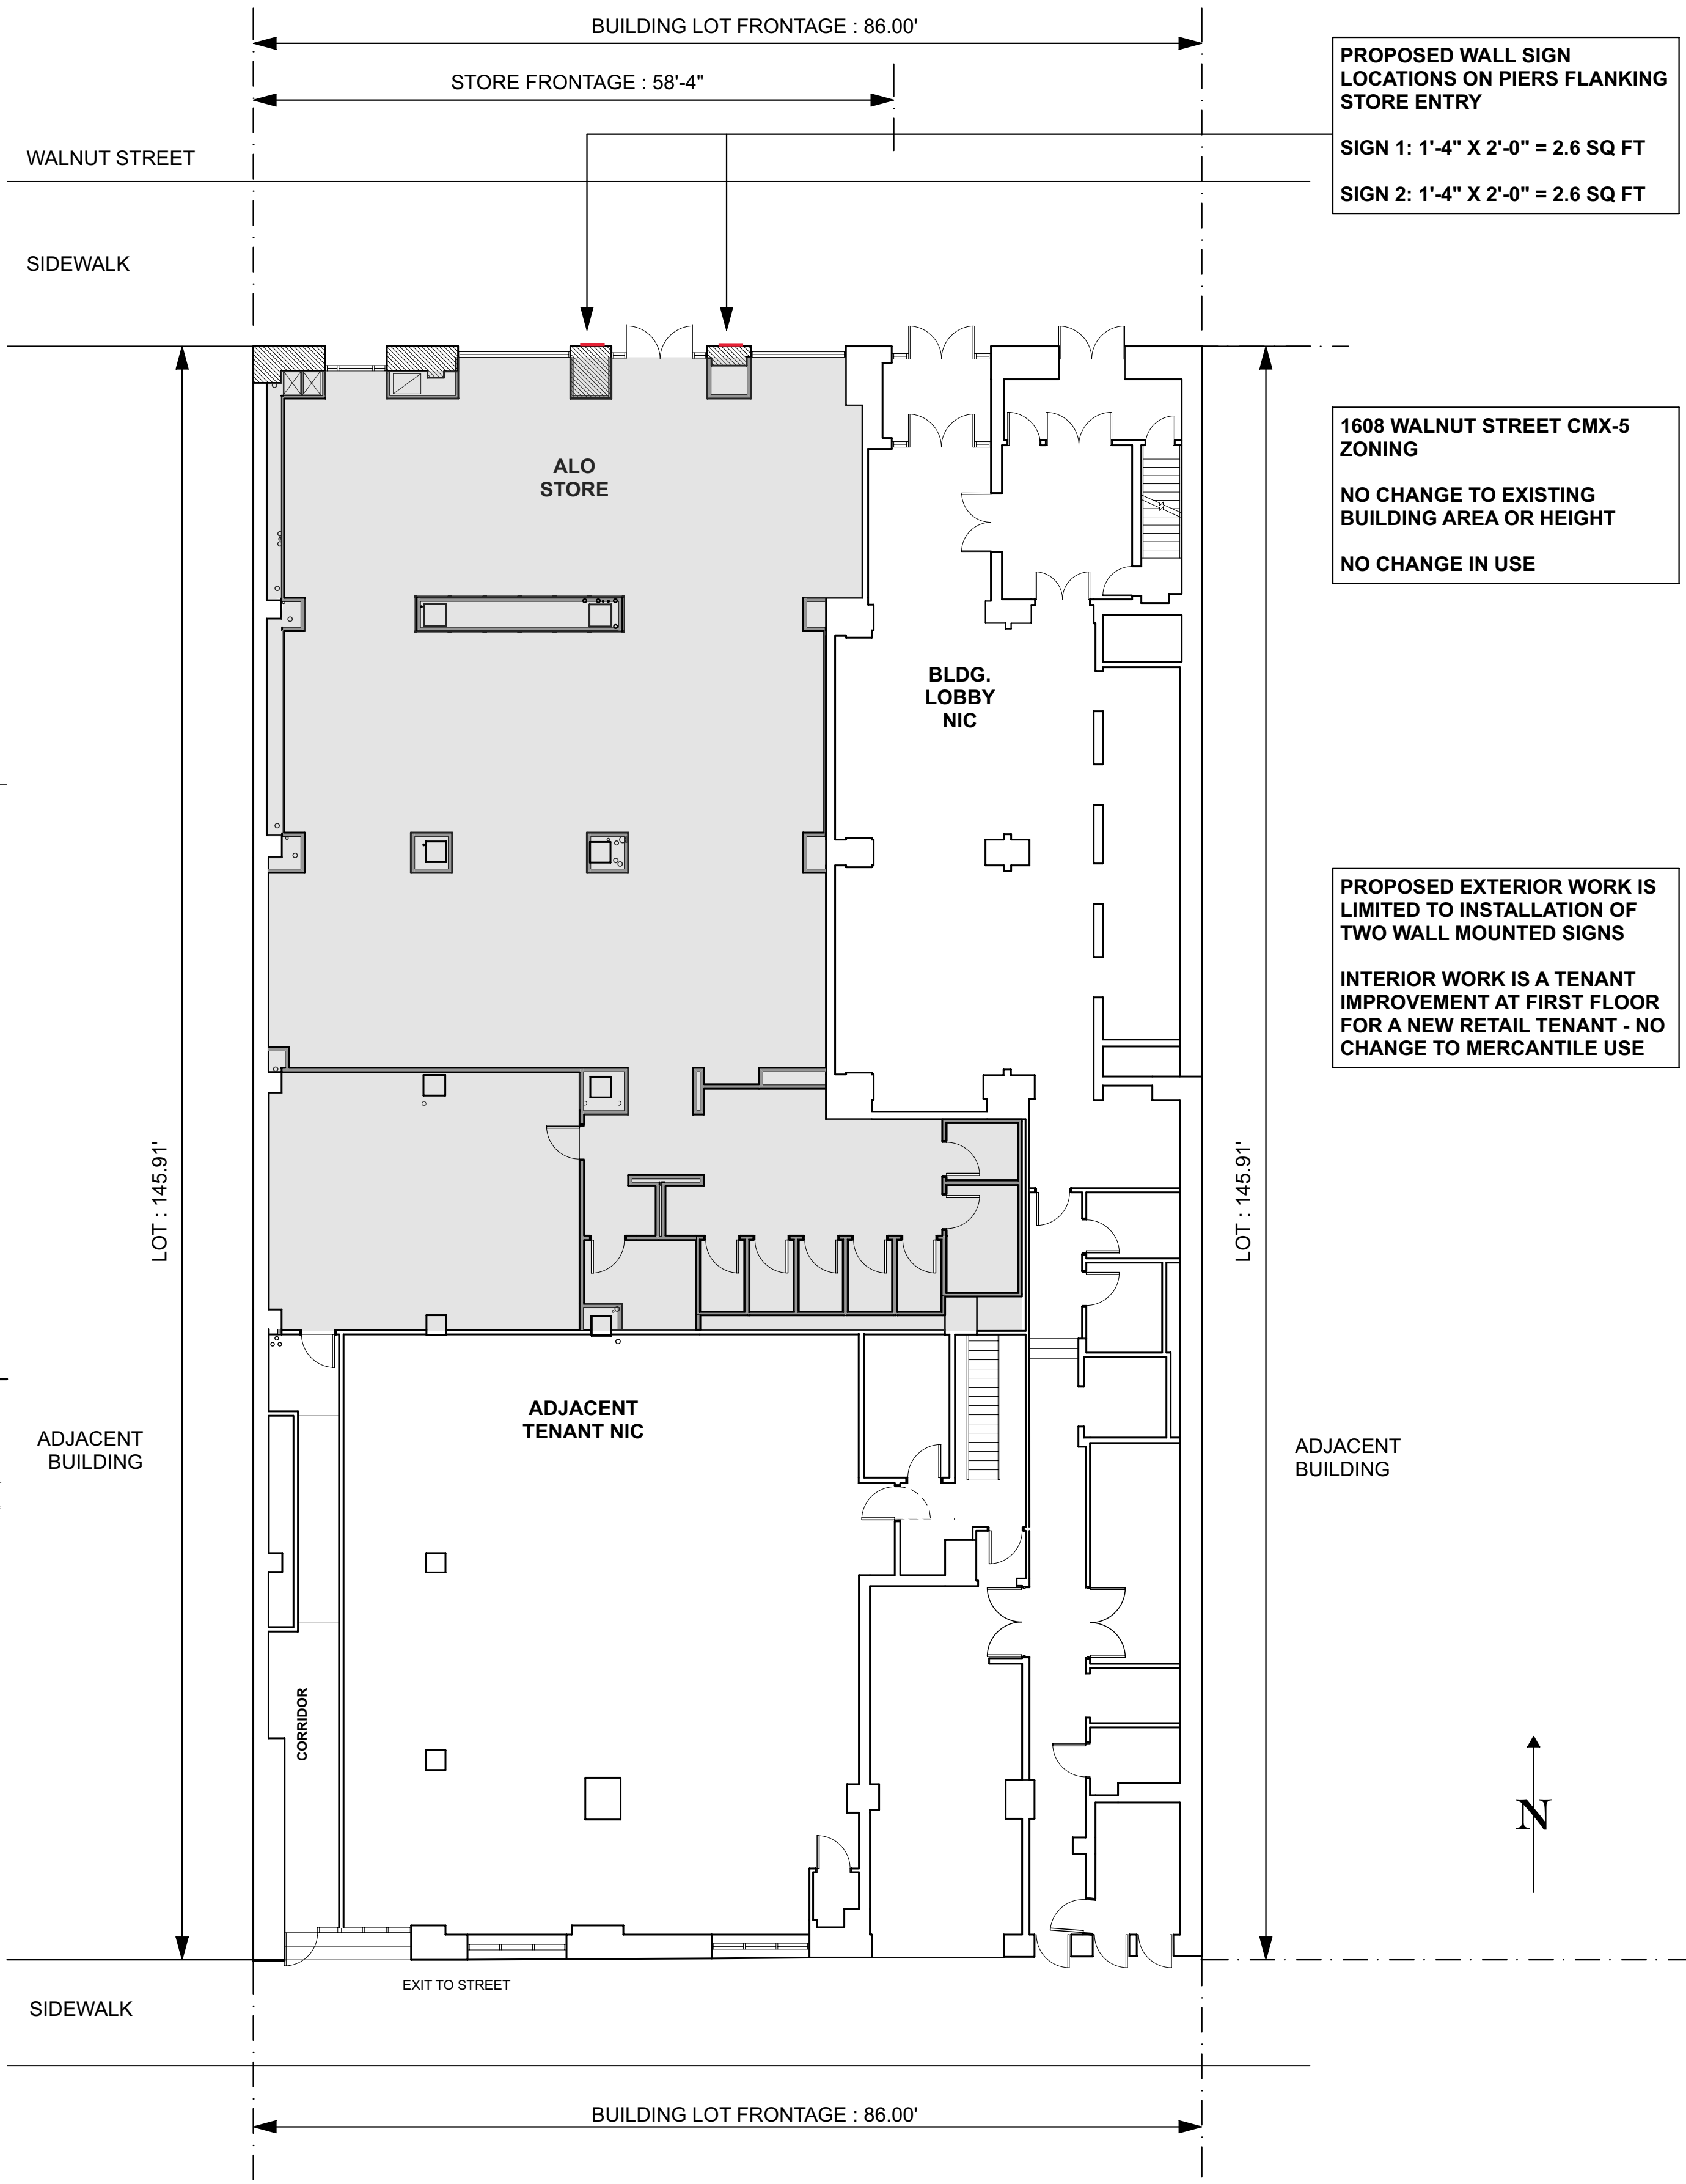 BUILDING LOT FRONTAGE : 86.00'
STORE FRONTAGE : 58'-4"
PROPOSED WALL SIGN
LOCATIONS ON PIERS FLANKING
STORE ENTRY
SIGN 1: 1'-4" X 2'-0" = 2.6 SQ FT
SIGN 2: 1'-4" X 2'-0" = 2.6 SQ FT
WALNUT STREET
SIDEWALK
ALO
STORE
1608 WALNUT STREET CMX-5
ZONING
NO CHANGE TO EXISTING
BUILDING AREA OR HEIGHT
NO CHANGE IN USE
BLDG.
LOBBY
NIC
PROPOSED EXTERIOR WORK IS
LIMITED TO INSTALLATION OF
TWO WALL MOUNTED SIGNS
INTERIOR WORK IS A TENANT
IMPROVEMENT AT FIRST FLOOR
FOR A NEW RETAIL TENANT - NO
CHANGE TO MERCANTILE USE
LOT : 145.91'
LOT : 145.91'
ADJACENT
TENANT NIC
ADJACENT
BUILDING
ADJACENT
BUILDING
CORRIDOR
N
EXIT TO STREET
SIDEWALK
BUILDING LOT FRONTAGE : 86.00'